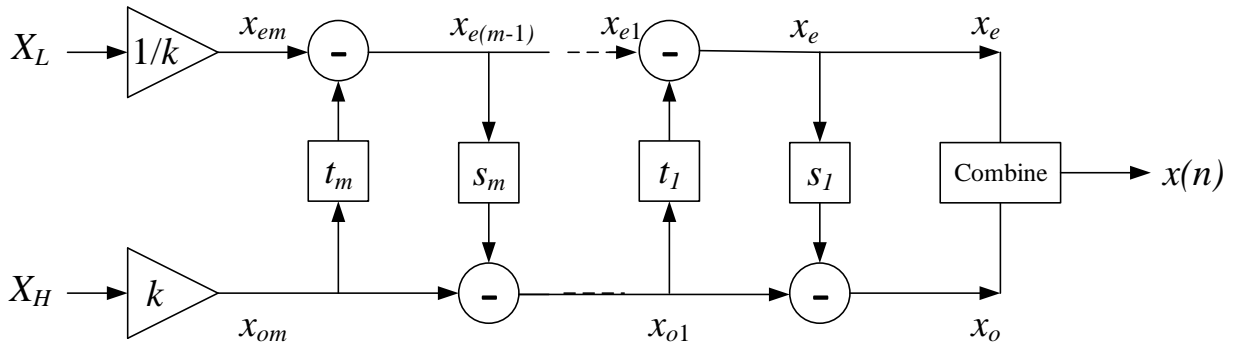 X_L 1/k x_em - x_e(m-1) x_e1 - x_e x_e
t_m s_m t_1 s_1 Combine x(n)
X_H k x_om - x_o1 - x_o